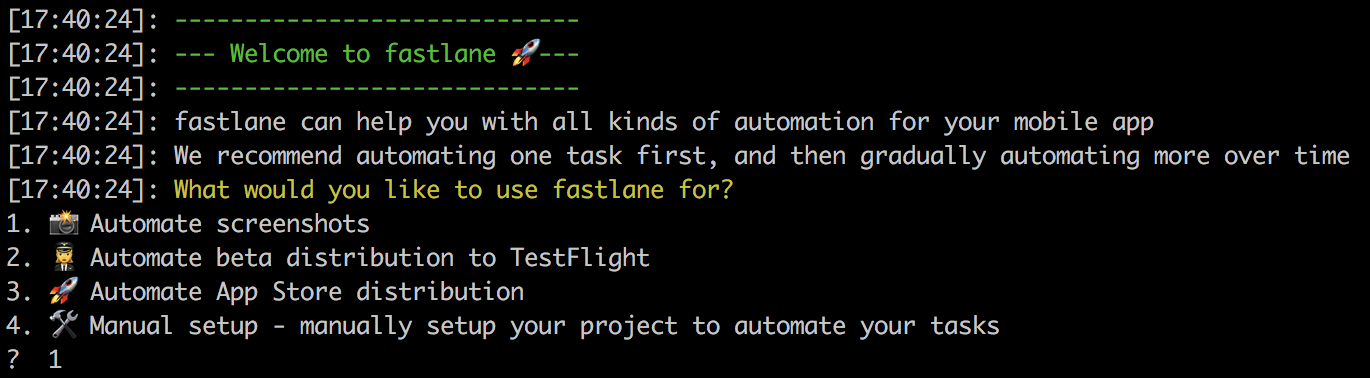 [17:40:24]: -----------------------------
[17:40:24]: --- Welcome to fastlane 🚀---
[17:40:24]: -----------------------------
[17:40:24]: fastlane can help you with all kinds of automation for your mobile app
[17:40:24]: We recommend automating one task first, and then gradually automating more over time
[17:40:24]: What would you like to use fastlane for?
1. 📸 Automate screenshots
2. 👩‍✈️ Automate beta distribution to TestFlight
3. 🚀 Automate App Store distribution
4. 🛠 Manual setup - manually setup your project to automate your tasks
?  1